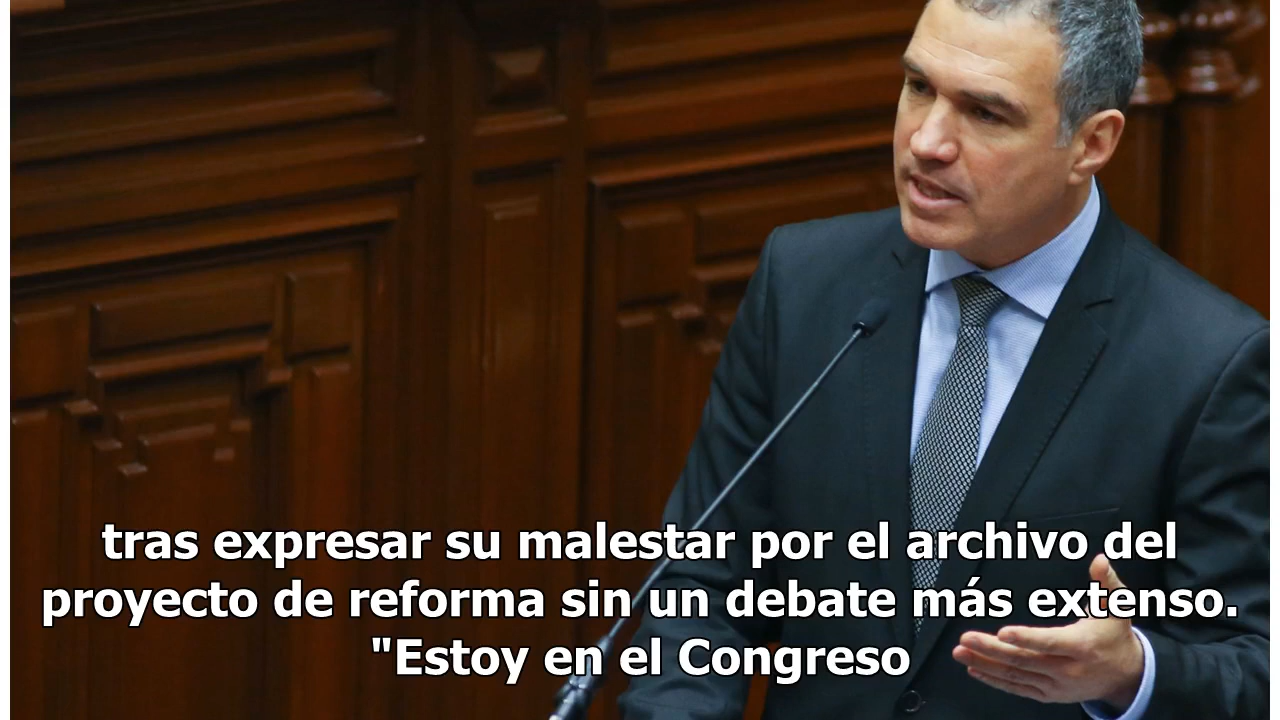 tras expresar su malestar por el archivo del
proyecto de reforma sin un debate más extenso.
"Estoy en el Congreso